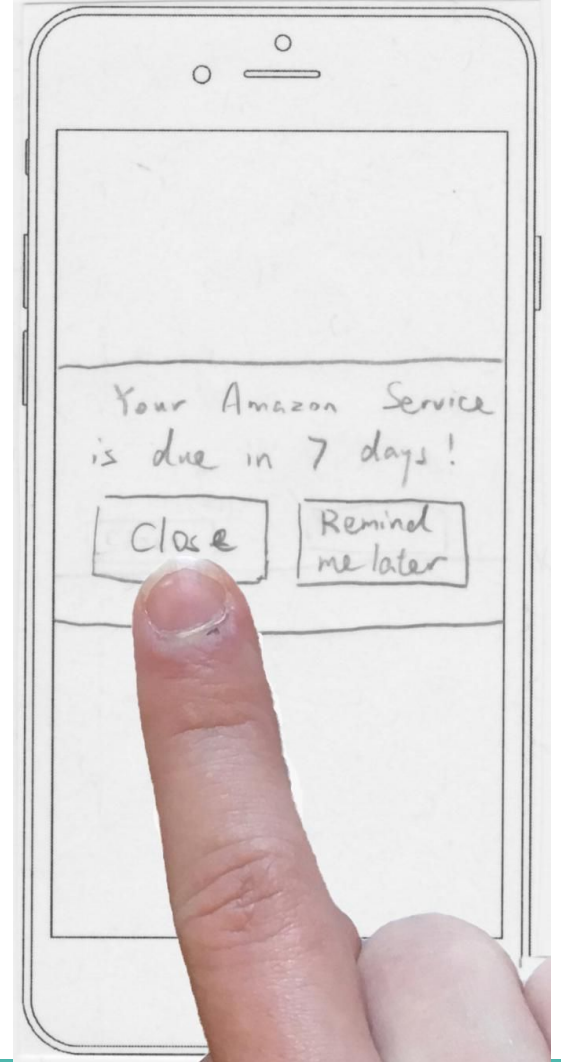 Your Amazon Service
is due in 7 days!
Close
Remind
me later